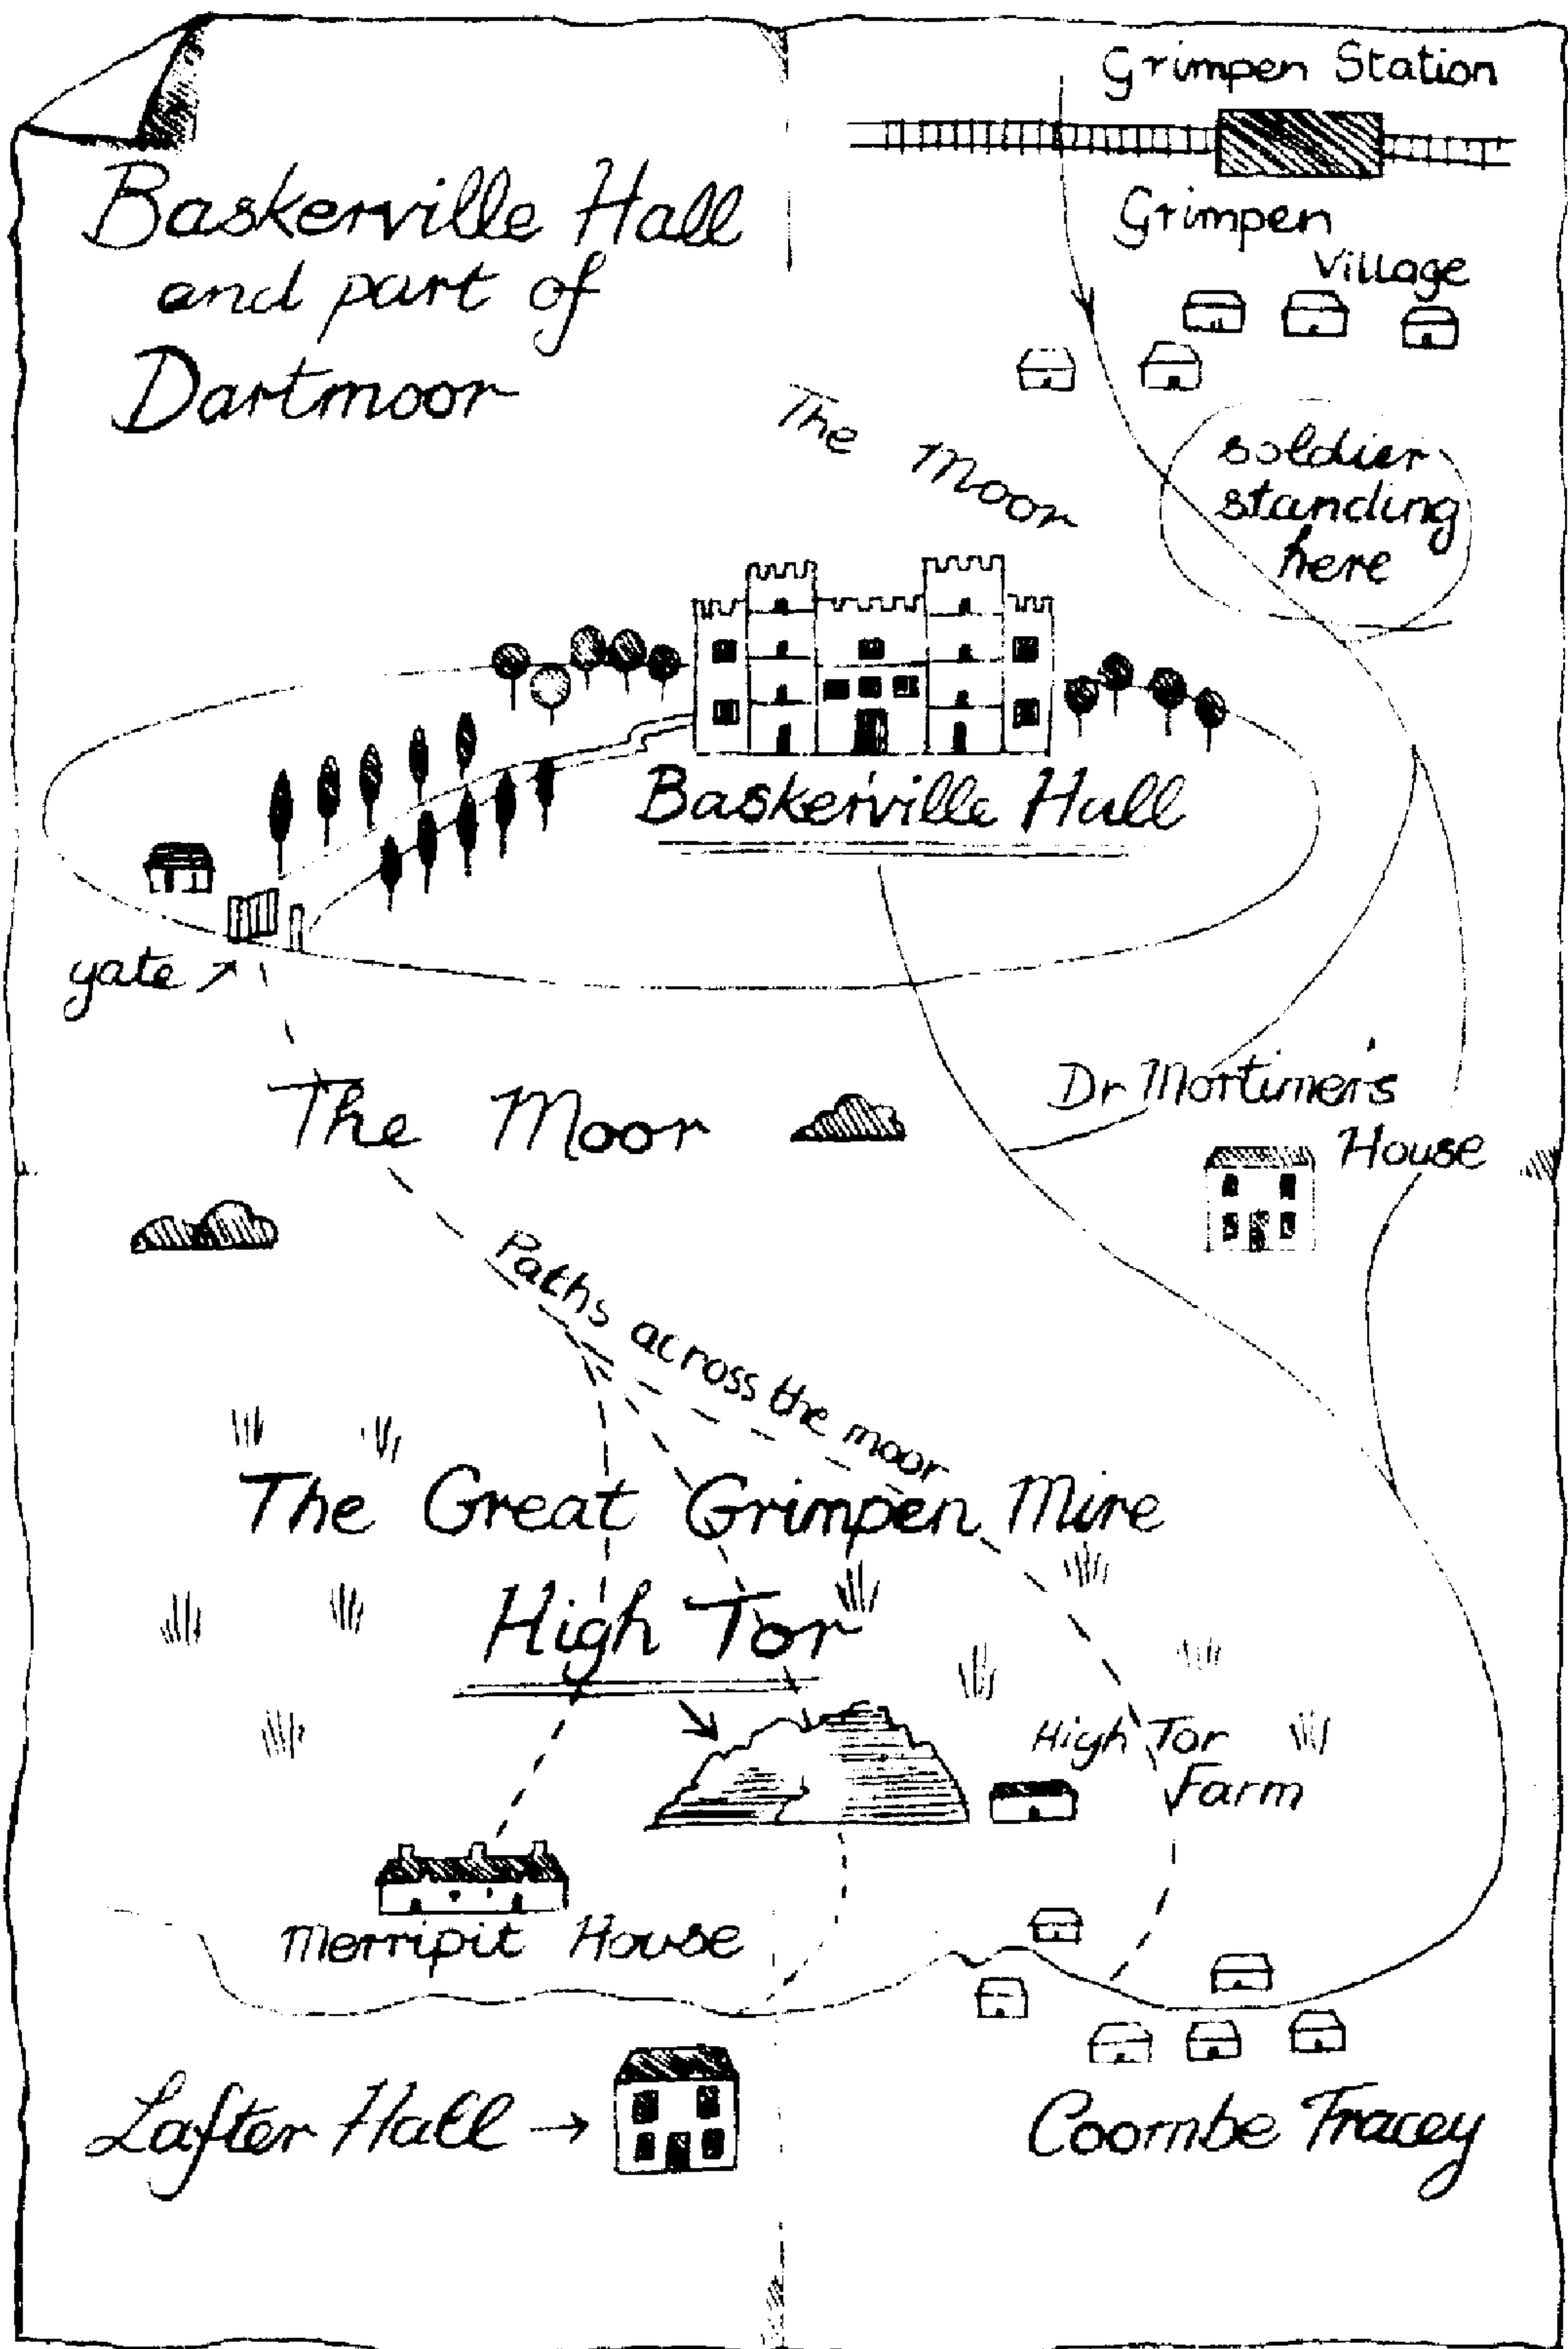 Grimpen Station
Baskerville Hall
and part of
Dartmoor
Grimpen
Village
The Moor
soldier
standing
here
Baskerville Hall
gate
The Moor
Dr Mortimer's
House
Paths across the moor
The Great Grimpen Mire
High Tor
High Tor
Farm
Merripit House
Lafter Hall
Coombe Tracey